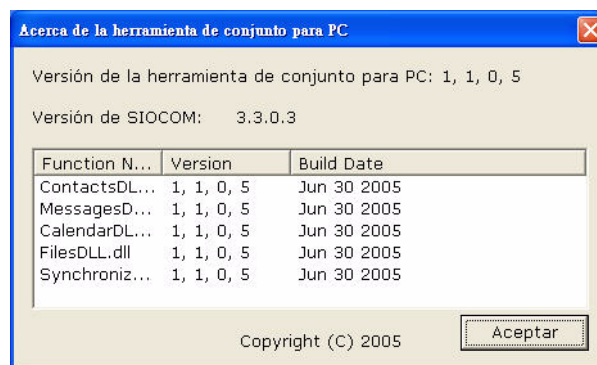 Acerca de la herramienta de conjunto para PC
Versión de la herramienta de conjunto para PC: 1, 1, 0, 5
Versión de SIOCOM: 3.3.0.3
Function N... Version Build Date
ContactsDL... 1, 1, 0, 5 Jun 30 2005
MessagesD... 1, 1, 0, 5 Jun 30 2005
CalendarDL... 1, 1, 0, 5 Jun 30 2005
FilesDLL.dll 1, 1, 0, 5 Jun 30 2005
Synchroniz... 1, 1, 0, 5 Jun 30 2005
Copyright (C) 2005 Aceptar